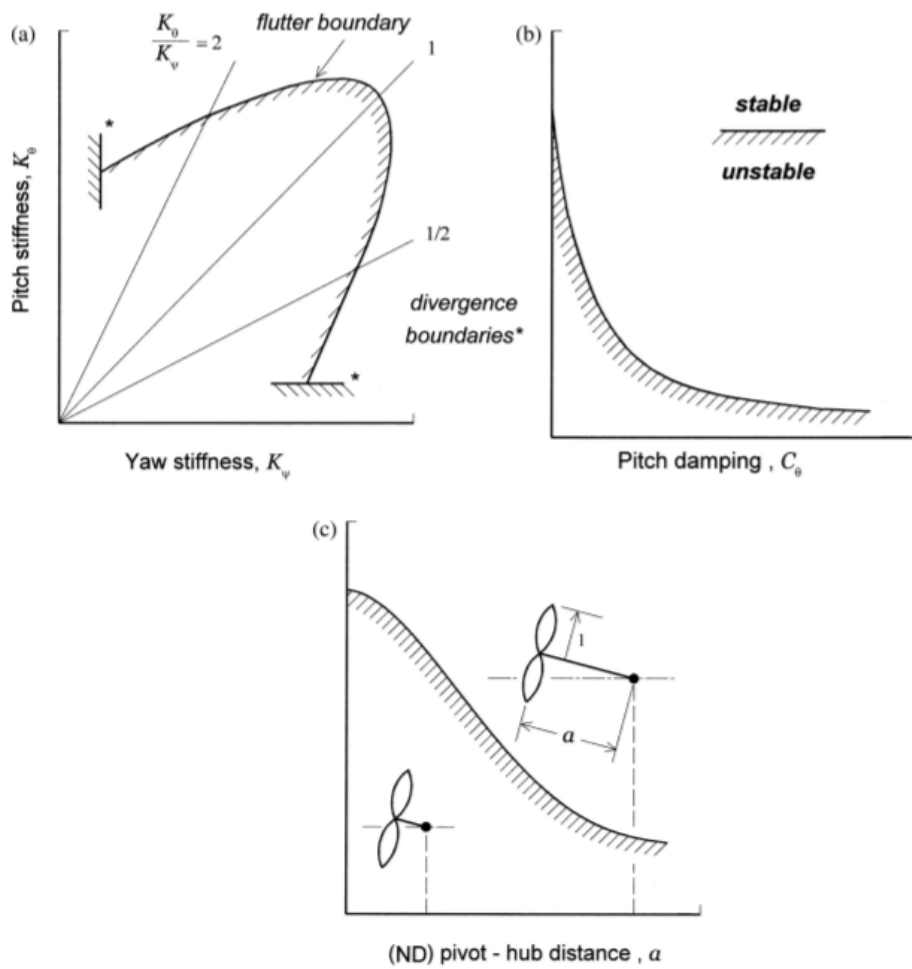 (a)
K_θ
K_ψ
= 2
flutter boundary
1
*
1/2
divergence
boundaries*
*
Pitch stiffness, K_θ
Yaw stiffness, K_ψ
(b)
stable
unstable
Pitch damping , C_θ
(c)
1
a
(ND) pivot - hub distance , a